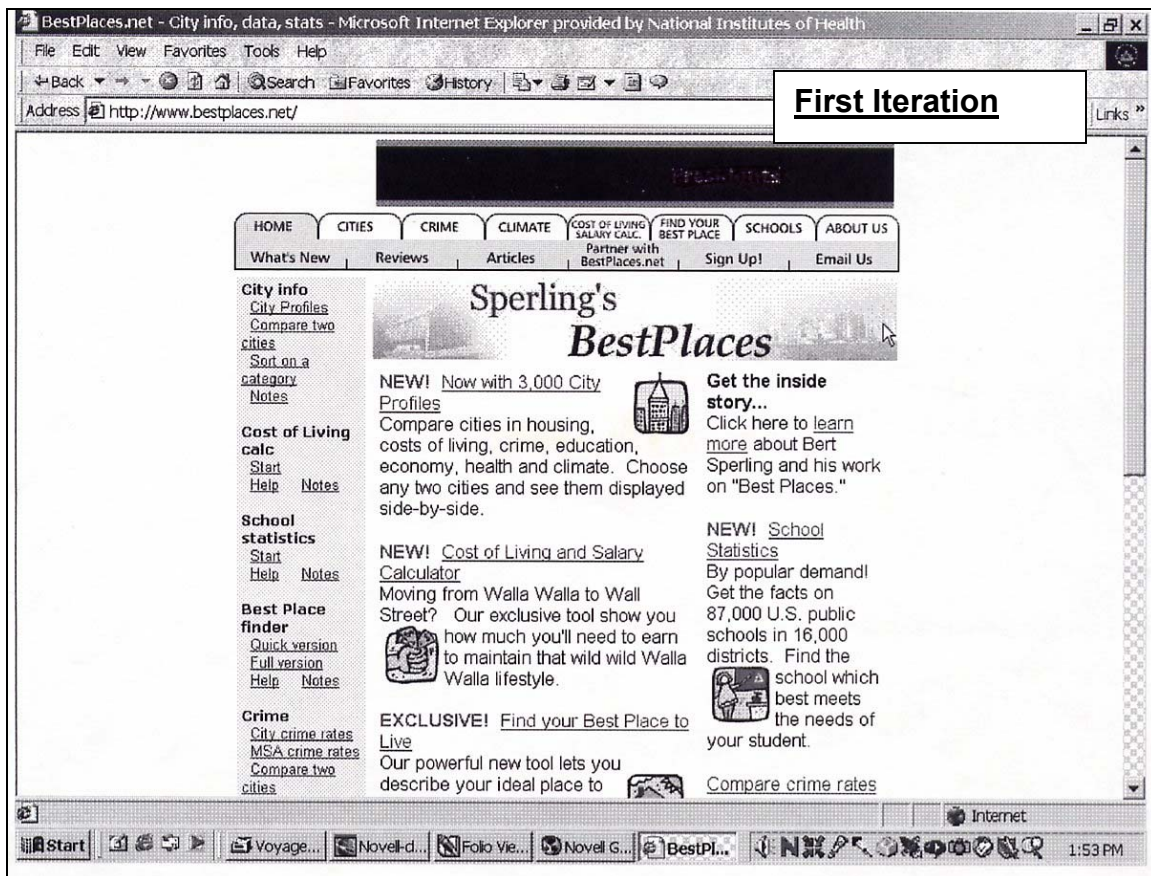 BestPlaces.net - City info, data, stats - Microsoft Internet Explorer provided by National Institutes of Health
File Edit View Favorites Tools Help
Back Search Favorites History
First Iteration
Address http://www.bestplaces.net/
Links »
HOME CITIES CRIME CLIMATE COST OF LIVING SALARY CALC. FIND YOUR BEST PLACE SCHOOLS ABOUT US
What's New Reviews Articles Partner with BestPlaces.net Sign Up! Email Us
City info
City Profiles
Compare two
cities
Sort on a
category
Notes
Cost of Living
calc
Start
Help Notes
School
statistics
Start
Help Notes
Best Place
finder
Quick version
Full version
Help Notes
Crime
City crime rates
MSA crime rates
Compare two
cities
Sperling's
BestPlaces
NEW! Now with 3,000 City
Profiles
Compare cities in housing,
costs of living, crime, education,
economy, health and climate. Choose
any two cities and see them displayed
side-by-side.
NEW! Cost of Living and Salary
Calculator
Moving from Walla Walla to Wall
Street? Our exclusive tool show you
how much you'll need to earn
to maintain that wild wild Walla
Walla lifestyle.
EXCLUSIVE! Find your Best Place to
Live
Our powerful new tool lets you
describe your ideal place to
Get the inside
story...
Click here to learn
more about Bert
Sperling and his work
on "Best Places."
NEW! School
Statistics
By popular demand!
Get the facts on
87,000 U.S. public
schools in 16,000
districts. Find the
school which
best meets
the needs of
your student.
Compare crime rates
Internet
Start Voyage... Novell-d... Folio Vie... Novell G... BestPl... 1:53 PM